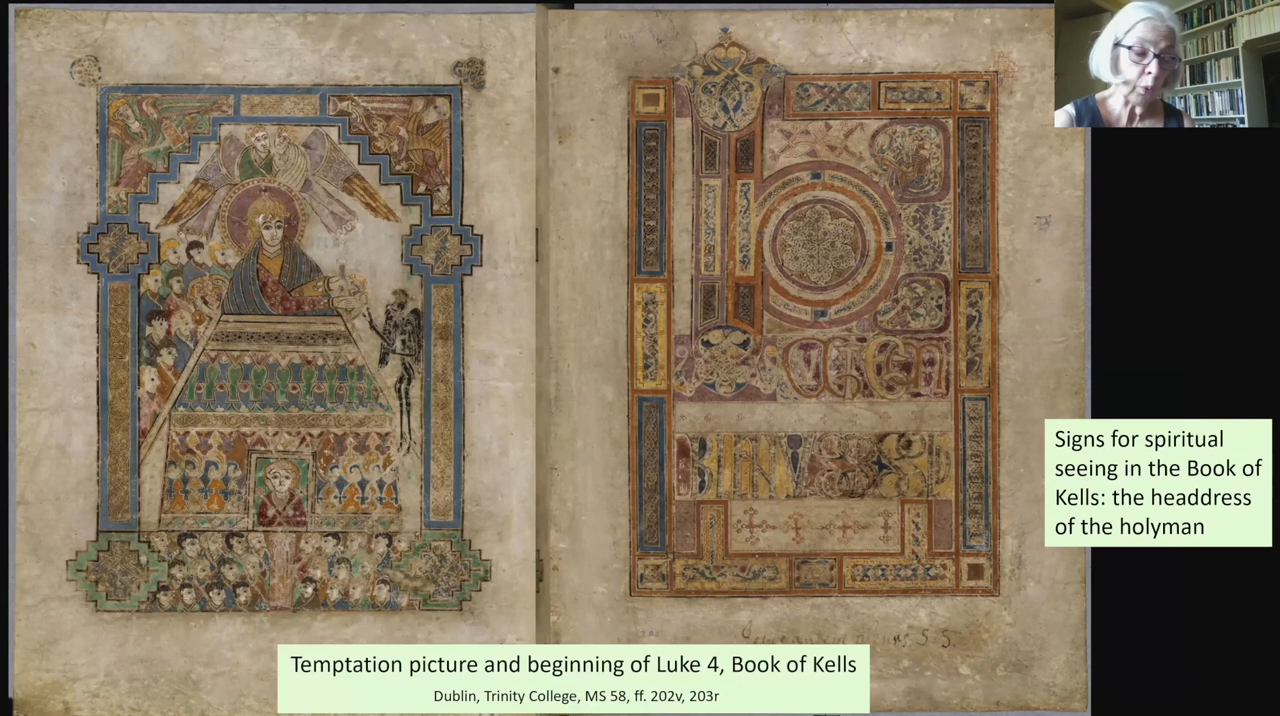 Signs for spiritual
seeing in the Book of
Kells: the headdress
of the holyman
Temptation picture and beginning of Luke 4, Book of Kells
Dublin, Trinity College, MS 58, ff. 202v, 203r